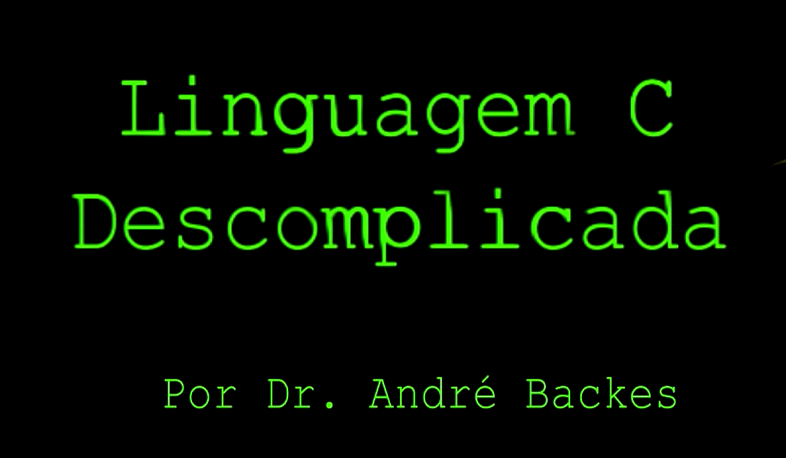 Linguagem C
Descomplicada
Por Dr. André Backes